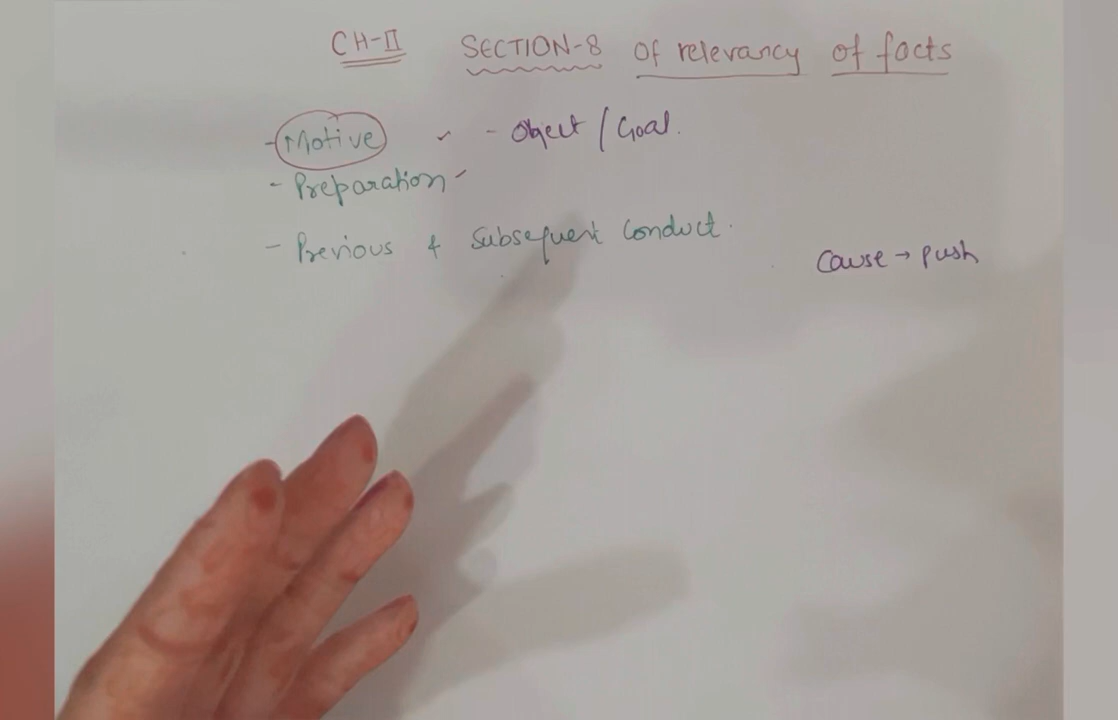 CH-II SECTION-8 Of relevancy of facts
- Motive ✓ - Object / Goal.
- Preparation -
- Previous & Subsequent Conduct.
Cause → push